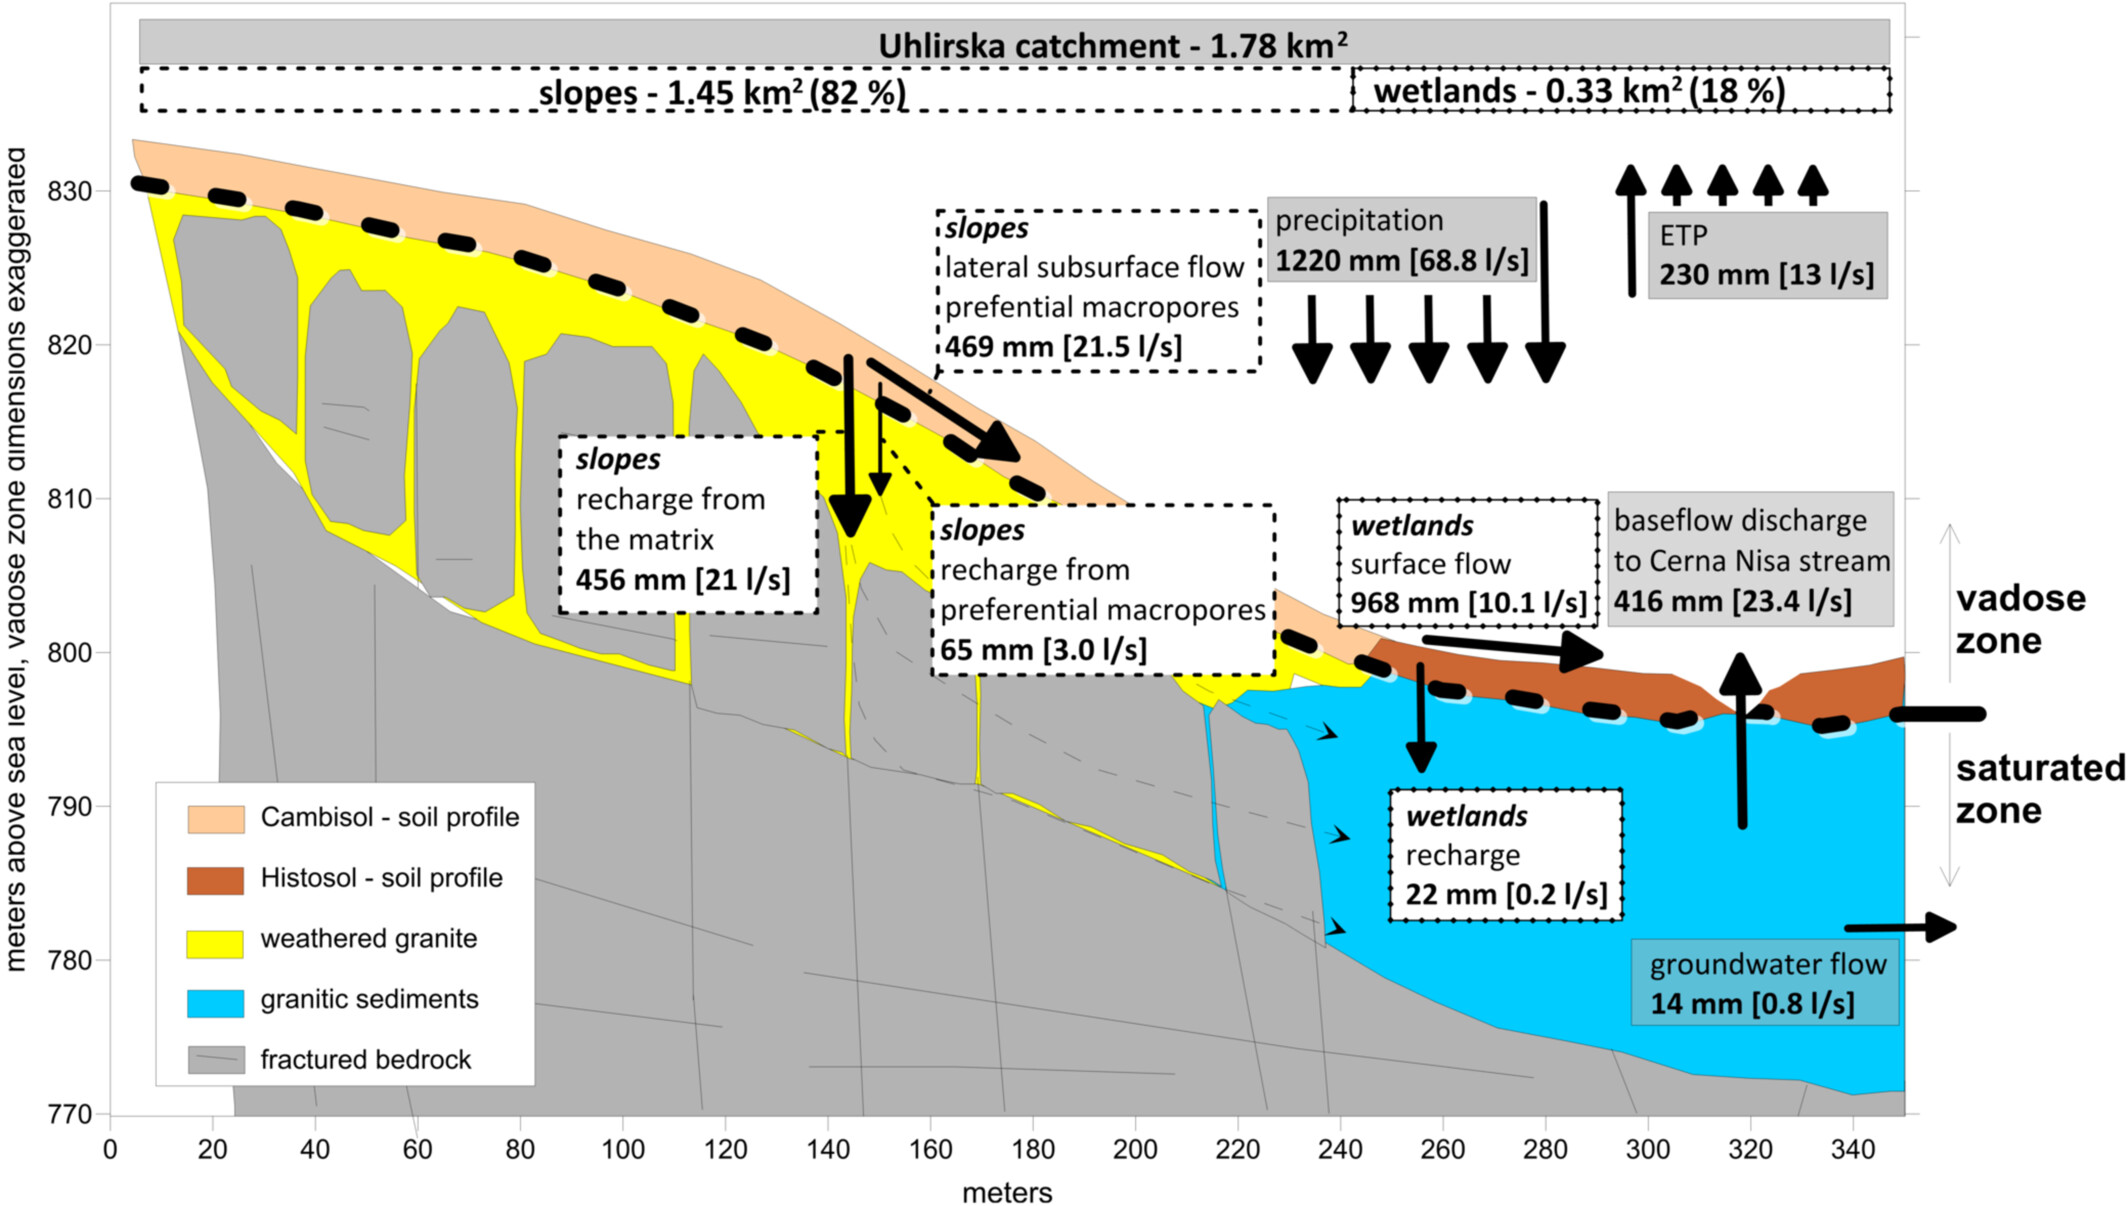 Uhlirska catchment - 1.78 km²
slopes - 1.45 km² (82 %)
wetlands - 0.33 km² (18 %)
meters above sea level, vadose zone dimensions exaggerated
830
820
810
800
790
780
770
slopes
lateral subsurface flow
prefential macropores
469 mm [21.5 l/s]
precipitation
1220 mm [68.8 l/s]
ETP
230 mm [13 l/s]
slopes
recharge from
the matrix
456 mm [21 l/s]
slopes
recharge from
preferential macropores
65 mm [3.0 l/s]
wetlands
surface flow
968 mm [10.1 l/s]
baseflow discharge
to Cerna Nisa stream
416 mm [23.4 l/s]
vadose
zone
saturated
zone
wetlands
recharge
22 mm [0.2 l/s]
groundwater flow
14 mm [0.8 l/s]
Cambisol - soil profile
Histosol - soil profile
weathered granite
granitic sediments
fractured bedrock
0 20 40 60 80 100 120 140 160 180 200 220 240 260 280 300 320 340
meters